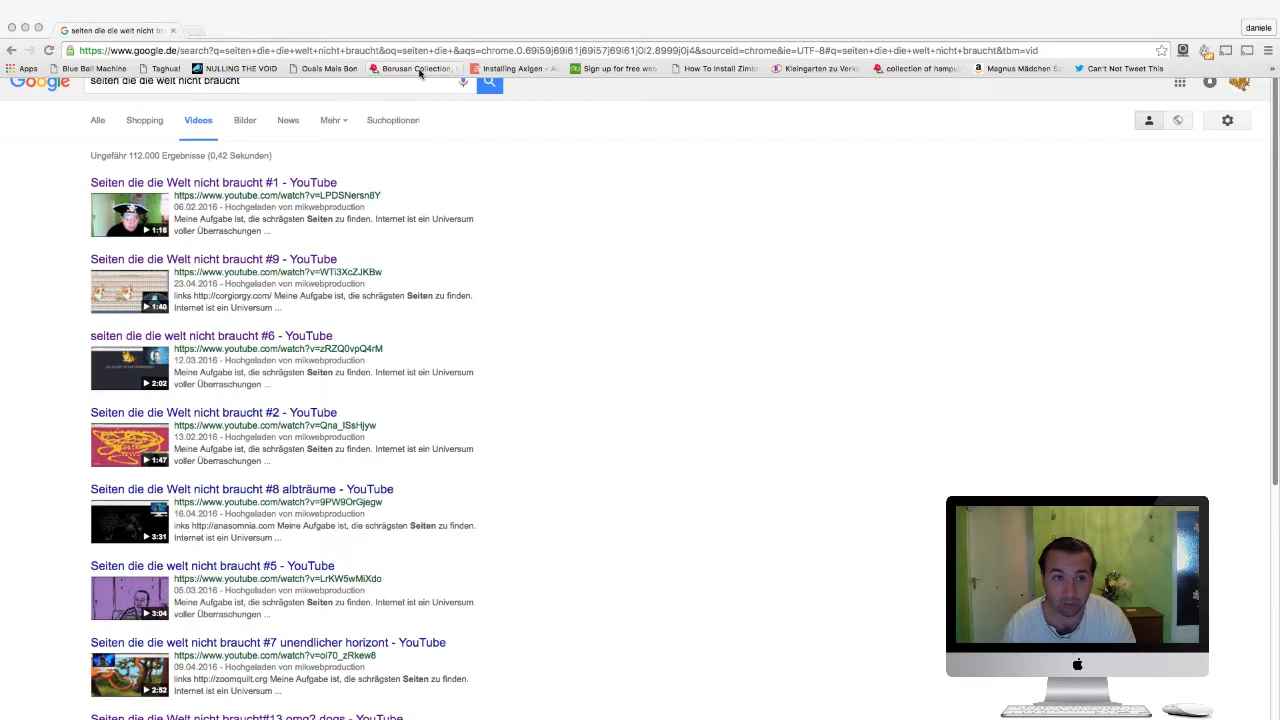 seiten die die welt nicht br
daniele
https://www.google.de/search?q=seiten+die+die+welt+nicht+braucht&oq=seiten+die+&aqs=chrome.0.69i59j69i61j69i57j69i61j0l2.8999j0j4&sourceid=chrome&ie=UTF-8#q=seiten+die+die+welt+nicht+braucht&tbm=vid
Apps Blue Ball Machine Tagtual NULLING THE VOID Ouais Mais Bon Borusan Collection, Installing Axigen - A Sign up for free web How To Install Zimbr Kleingarten zu Verka collection of hampu Magnus Mädchen Sa Can't Not Tweet This »
Google seiten die die welt nicht braucht
Alle Shopping Videos Bilder News Mehr Suchoptionen
Ungefähr 112.000 Ergebnisse (0,42 Sekunden)
Seiten die die Welt nicht braucht #1 - YouTube
https://www.youtube.com/watch?v=LPDSNersn8Y
06.02.2016 - Hochgeladen von mikwebproduction
Meine Aufgabe ist, die schrägsten Seiten zu finden. Internet ist ein Universum
voller Überraschungen ...
1:16
Seiten die die Welt nicht braucht #9 - YouTube
https://www.youtube.com/watch?v=WTi3XcZJKBw
23.04.2016 - Hochgeladen von mikwebproduction
links http://corgiorgy.com/ Meine Aufgabe ist, die schrägsten Seiten zu finden.
Internet ist ein Universum ...
1:40
seiten die die welt nicht braucht #6 - YouTube
https://www.youtube.com/watch?v=zRZQ0vpQ4rM
12.03.2016 - Hochgeladen von mikwebproduction
Meine Aufgabe ist, die schrägsten Seiten zu finden. Internet ist ein Universum
voller Überraschungen ...
2:02
Seiten die die Welt nicht braucht #2 - YouTube
https://www.youtube.com/watch?v=Qna_lSsHjyw
13.02.2016 - Hochgeladen von mikwebproduction
Meine Aufgabe ist, die schrägsten Seiten zu finden. Internet ist ein Universum
voller Überraschungen ...
1:47
Seiten die die Welt nicht braucht #8 albträume - YouTube
https://www.youtube.com/watch?v=9PW9OrGjegw
16.04.2016 - Hochgeladen von mikwebproduction
inks http://anasomnia.com Meine Aufgabe ist, die schrägsten Seiten zu finden.
Internet ist ein Universum ...
3:31
Seiten die die Welt nicht braucht #5 - YouTube
https://www.youtube.com/watch?v=LrKW5wMiXdo
05.03.2016 - Hochgeladen von mikwebproduction
Meine Aufgabe ist, die schrägsten Seiten zu finden. Internet ist ein Universum
voller Überraschungen ...
3:04
Seiten die die welt nicht braucht #7 unendlicher horizont - YouTube
https://www.youtube.com/watch?v=oi70_zRkew8
09.04.2016 - Hochgeladen von mikwebproduction
links http://zoomquilt.org Meine Aufgabe ist, die schrägsten Seiten zu finden.
Internet ist ein Universum ...
2:52
Seiten die die Welt nicht braucht#13 omg? dogs - YouTube